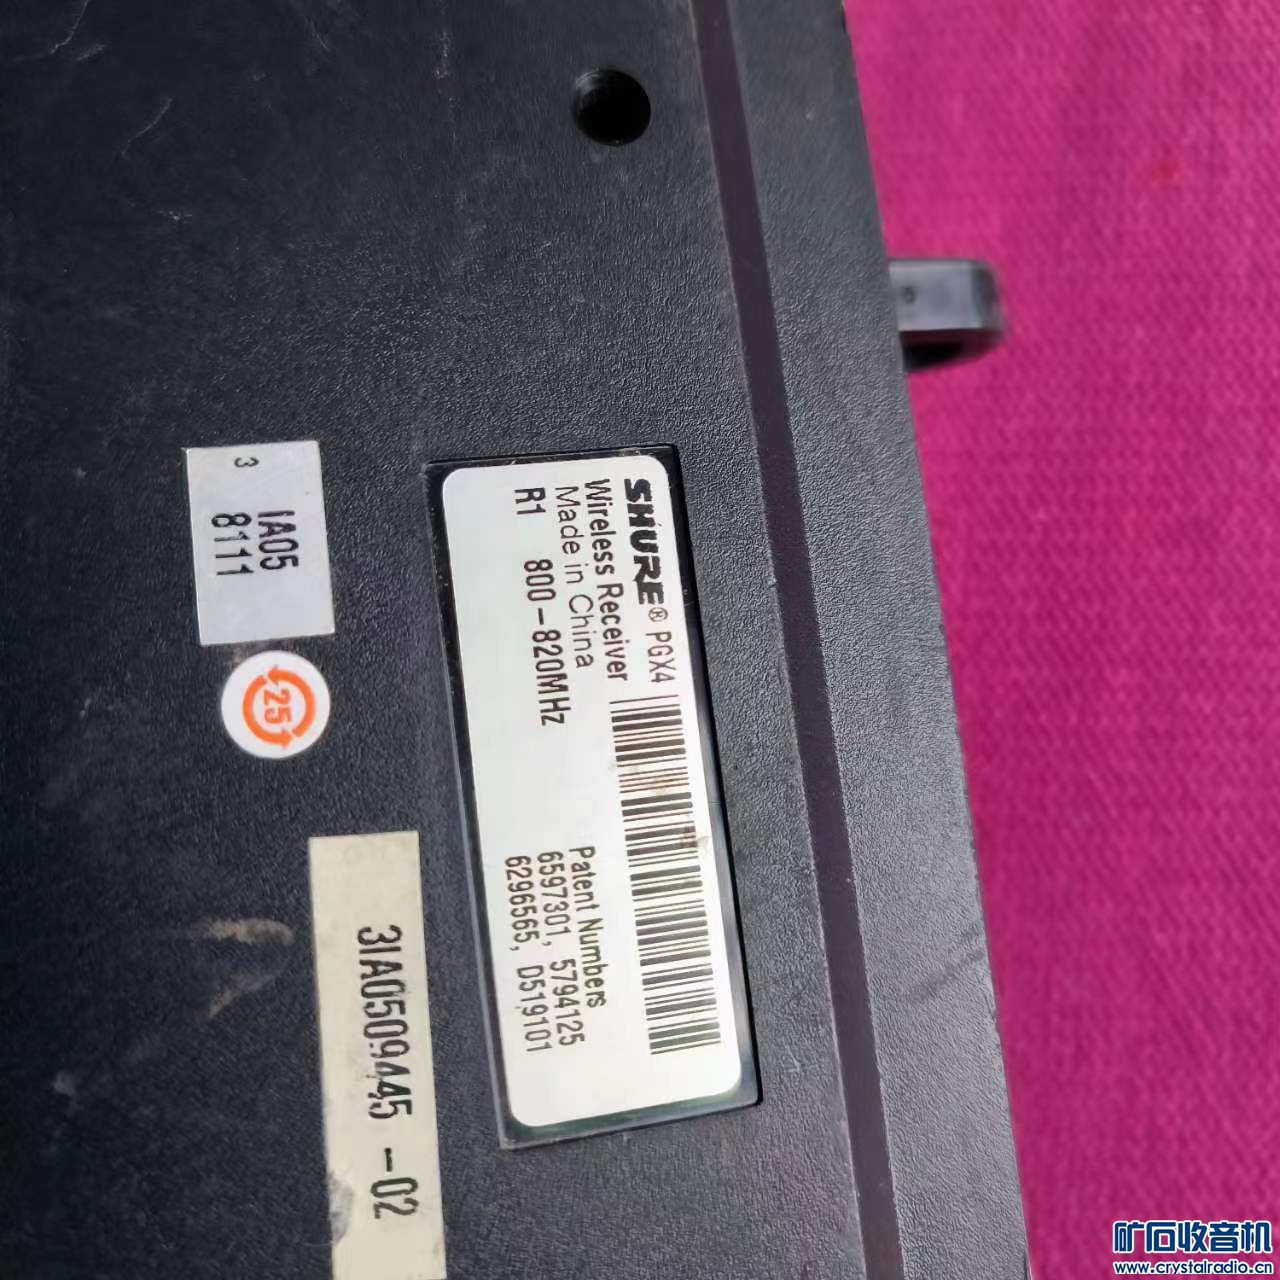 SHURE® PGX4
Wireless Receiver
Made in China
R1 800-820MHz
Patent Numbers
6597301, 5794125
6296565, D519101
3
IA05
8111
25
3IA0509445 -02
矿石收音机
www.crystalradio.cn